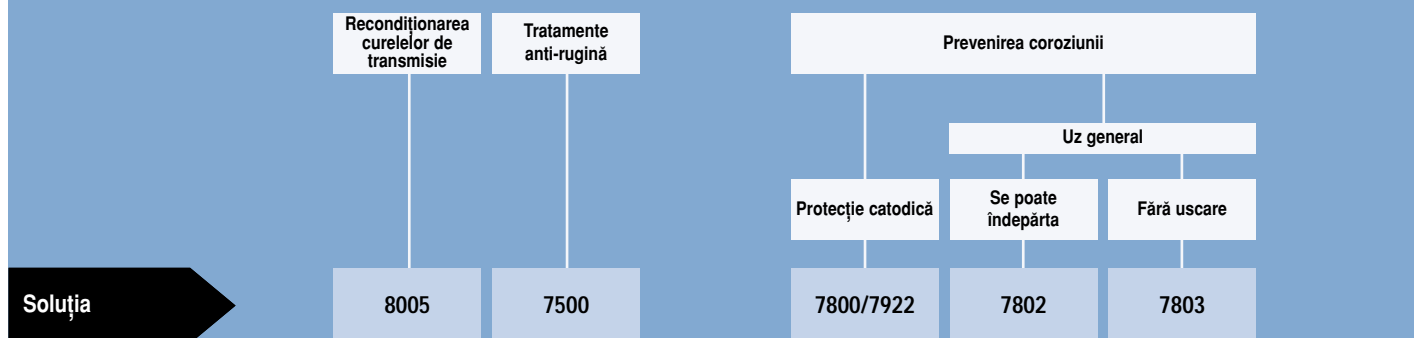 Recondiționarea
curelelor de
transmisie
Tratamente
anti-rugină
Prevenirea coroziunii
Uz general
Protecție catodică
Se poate
îndepărta
Fără uscare
Soluția
8005
7500
7800/7922
7802
7803